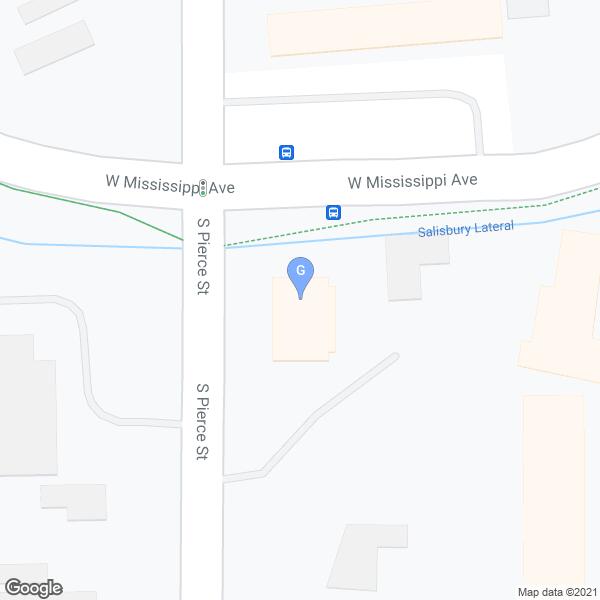 W Mississippi Ave
W Mississippi Ave
Salisbury Lateral
S Pierce St
G
S Pierce St
Google
Map data ©2021